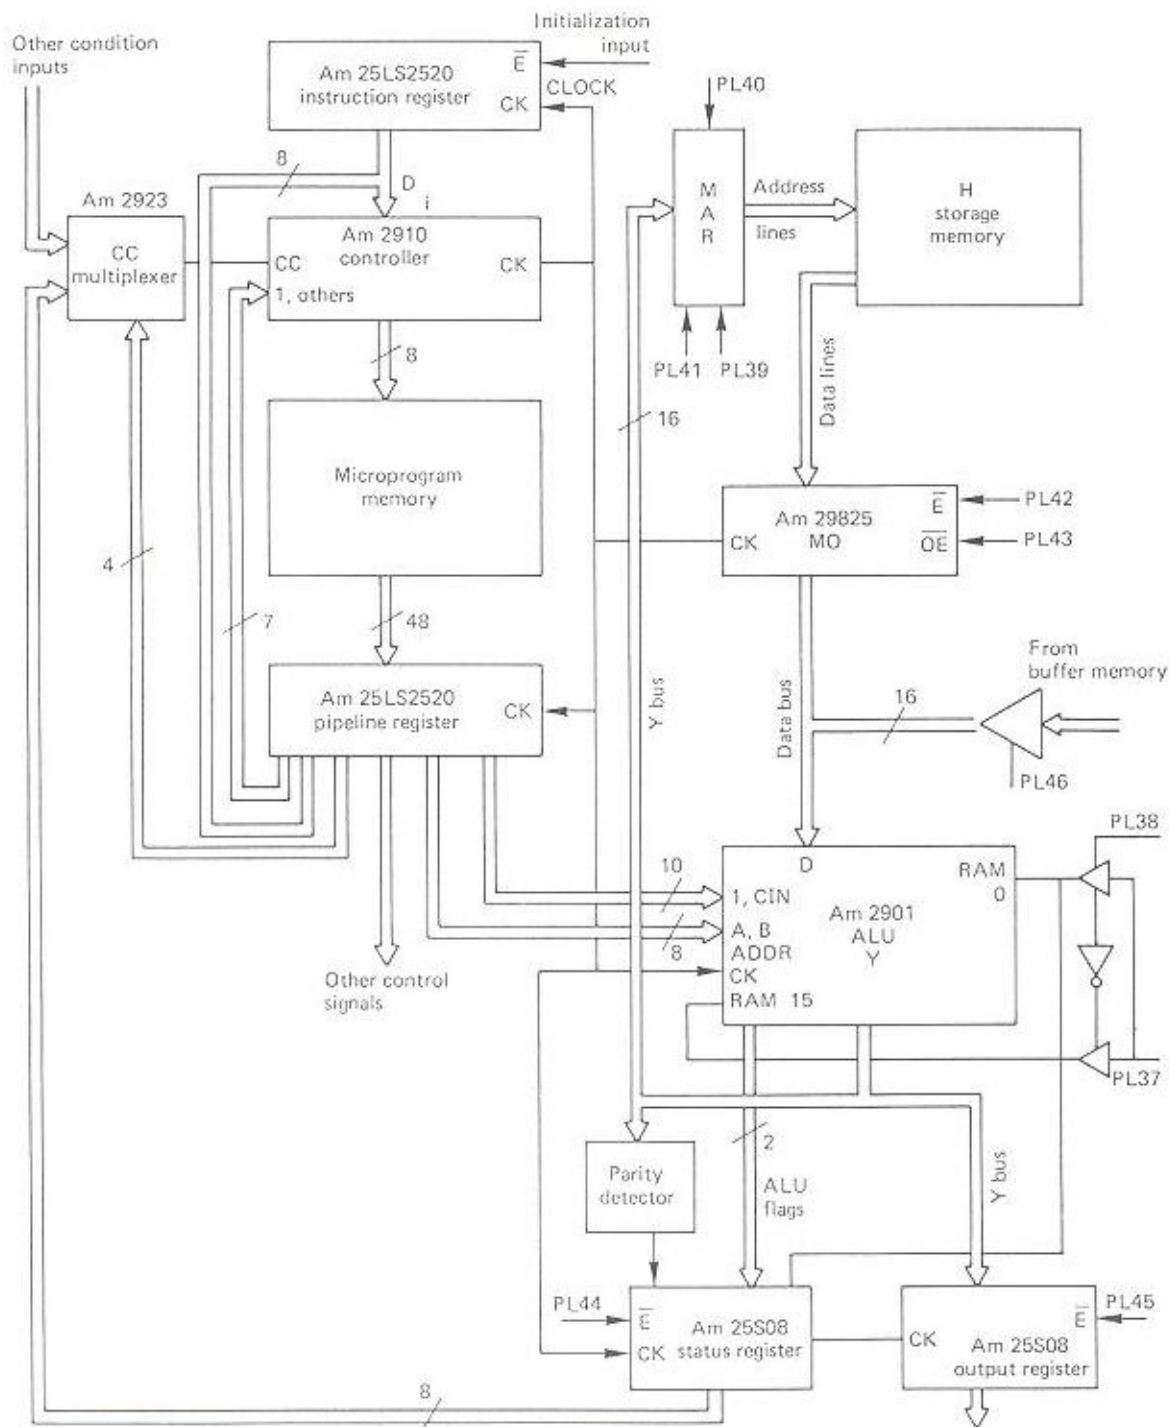 Initialization
input
Other condition
inputs
E
Am 25LS2520
instruction register
CLOCK
CK
PL40
8
D
i
Am 2923
CC
multiplexer
Am 2910
controller
CC
CK
1, others
M
A
R
Address
lines
H
storage
memory
8
PL41
PL39
Data lines
16
Microprogram
memory
4
7
48
Am 29825
MO
CK
E
OE
PL42
PL43
From
buffer memory
Am 25LS2520
pipeline register
CK
Y bus
Data bus
16
PL46
PL38
D
RAM
0
10
1, CIN
Am 2901
ALU
Y
A, B
ADDR
8
CK
RAM 15
Other control
signals
PL37
2
Parity
detector
ALU
flags
Y bus
PL44
E
CK
Am 25S08
status register
CK
E
PL45
Am 25S08
output register
8